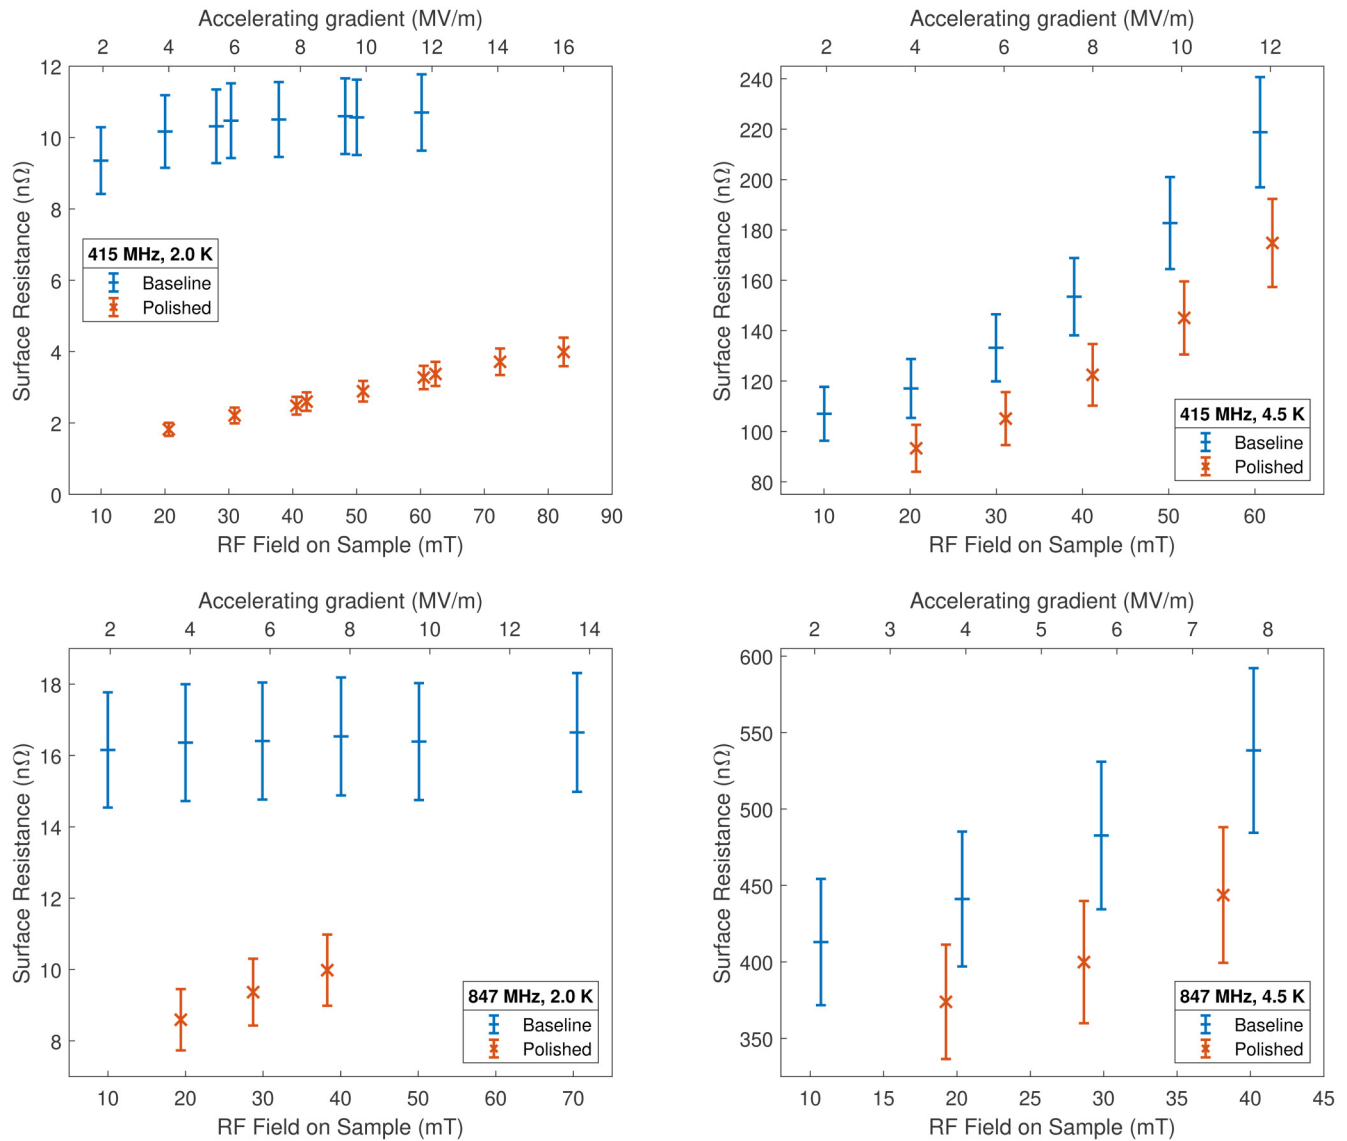 Accelerating gradient (MV/m)
2 4 6 8 10 12 14 16
12
10
8
6
4
2
0
Surface Resistance (nΩ)
415 MHz, 2.0 K
Baseline
Polished
10 20 30 40 50 60 70 80 90
RF Field on Sample (mT)
Accelerating gradient (MV/m)
2 4 6 8 10 12
240
220
200
180
160
140
120
100
80
Surface Resistance (nΩ)
415 MHz, 4.5 K
Baseline
Polished
10 20 30 40 50 60
RF Field on Sample (mT)
Accelerating gradient (MV/m)
2 4 6 8 10 12 14
18
16
14
12
10
8
Surface Resistance (nΩ)
847 MHz, 2.0 K
Baseline
Polished
10 20 30 40 50 60 70
RF Field on Sample (mT)
Accelerating gradient (MV/m)
2 3 4 5 6 7 8
600
550
500
450
400
350
Surface Resistance (nΩ)
847 MHz, 4.5 K
Baseline
Polished
10 15 20 25 30 35 40 45
RF Field on Sample (mT)